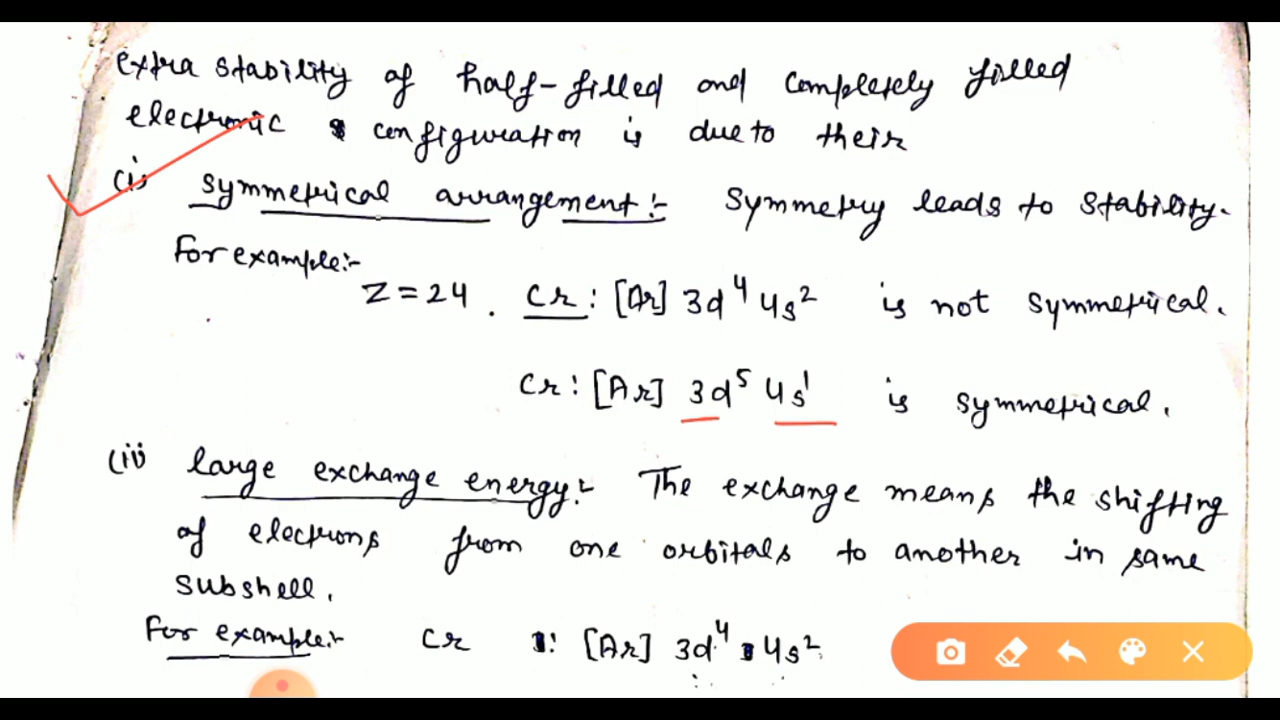 extra stability of half-filled and completely filled
electronic configuration is due to their
(i) symmetrical arrangement:- Symmetry leads to stability.
For example:-
Z = 24 . Cr : [Ar] 3d⁴ 4s² is not symmetrical.
Cr : [Ar] 3d⁵ 4s¹ is symmetrical.
(ii) large exchange energy:- The exchange means the shifting
of electrons from one orbitals to another in same
subshell.
For example:- Cr : [Ar] 3d⁴ 4s²